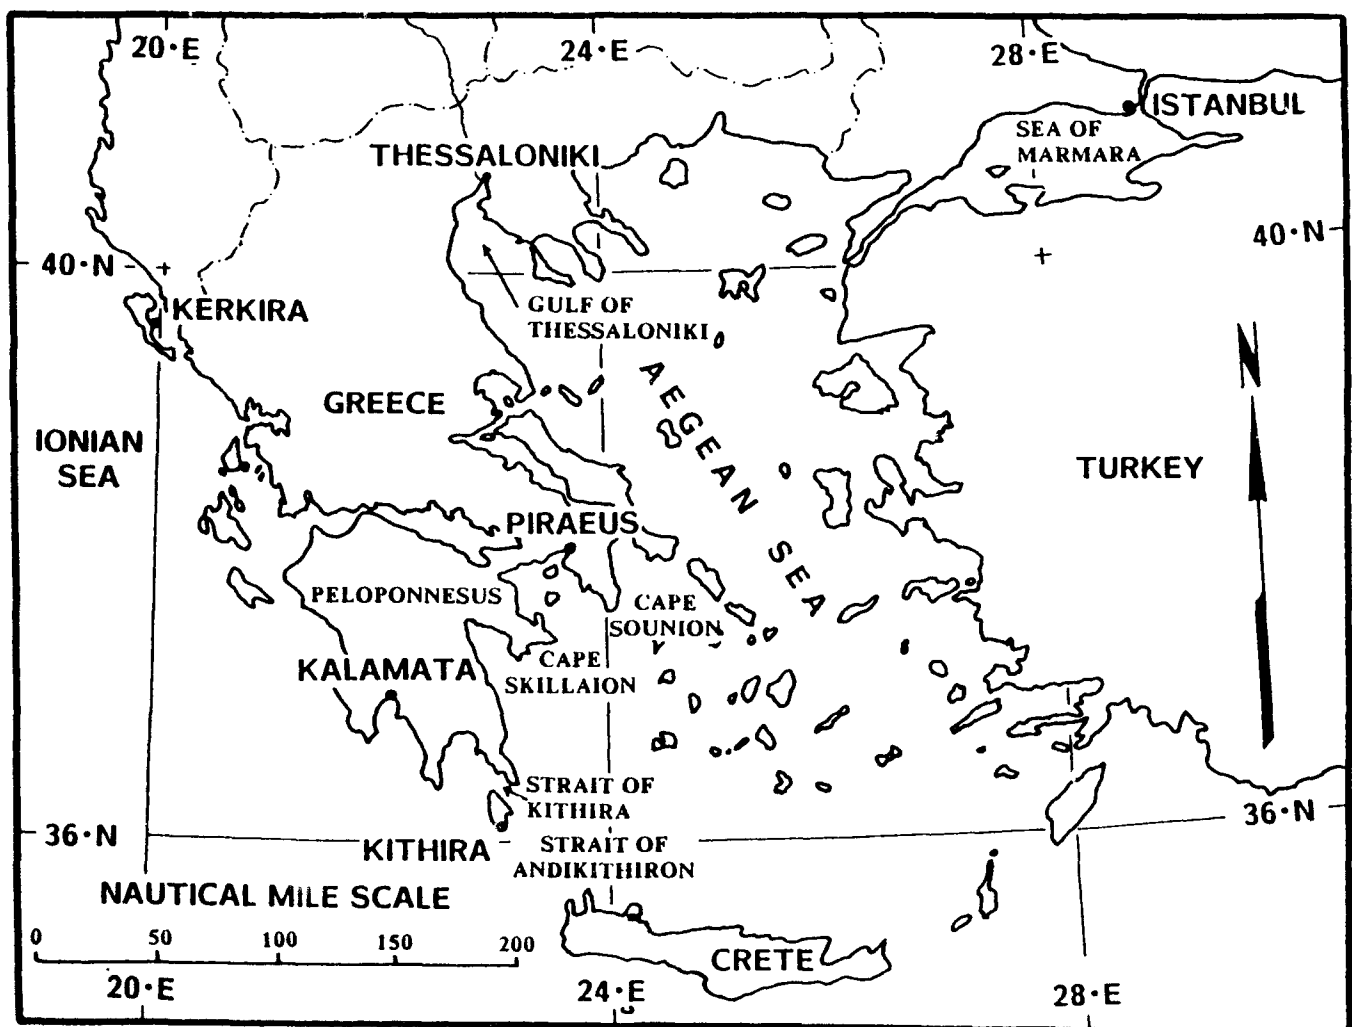 20·E
24·E
28·E
ISTANBUL
SEA OF
MARMARA
THESSALONIKI
40·N
40·N
KERKIRA
GULF OF
THESSALONIKI
N
AEGEAN SEA
GREECE
IONIAN
SEA
TURKEY
PIRAEUS
PELOPONNESUS
CAPE
SOUNION
CAPE
SKILLAION
KALAMATA
STRAIT OF
KITHIRA
36·N
36·N
KITHIRA
STRAIT OF
ANDIKITHIRON
NAUTICAL MILE SCALE
0 50 100 150 200
CRETE
20·E
24·E
28·E